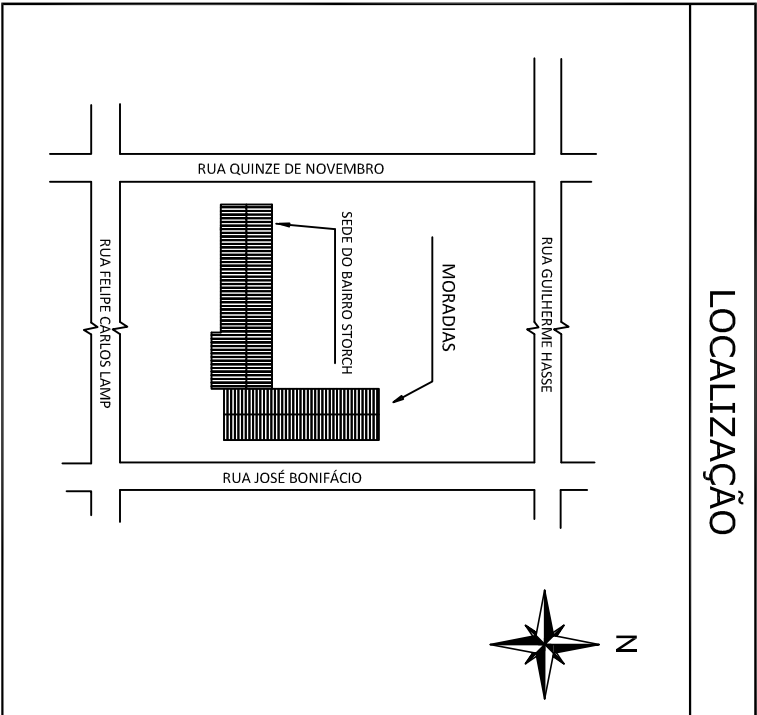 LOCALIZAÇÃO
N
RUA GUILHERME HASSE
MORADIAS
SEDE DO BAIRRO STORCH
RUA QUINZE DE NOVEMBRO
RUA JOSÉ BONIFÁCIO
RUA FELIPE CARLOS LAMP